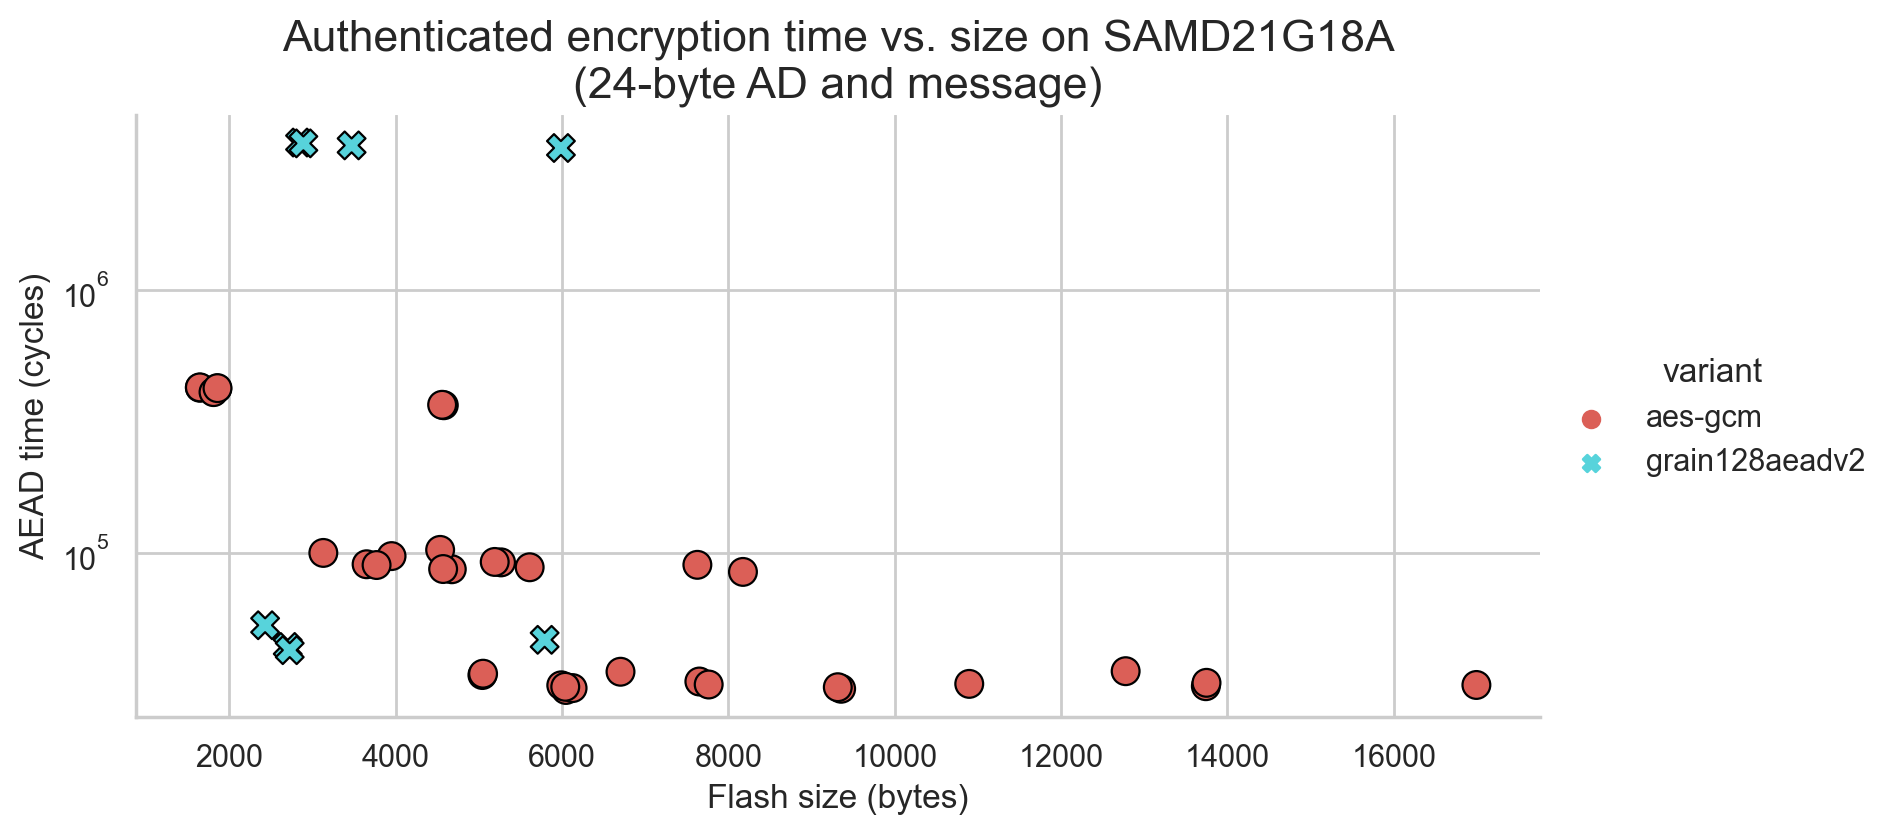 Authenticated encryption time vs. size on SAMD21G18A
(24-byte AD and message)
AEAD time (cycles)
10^6
10^5
2000 4000 6000 8000 10000 12000 14000 16000
Flash size (bytes)
variant
aes-gcm
grain128aeadv2